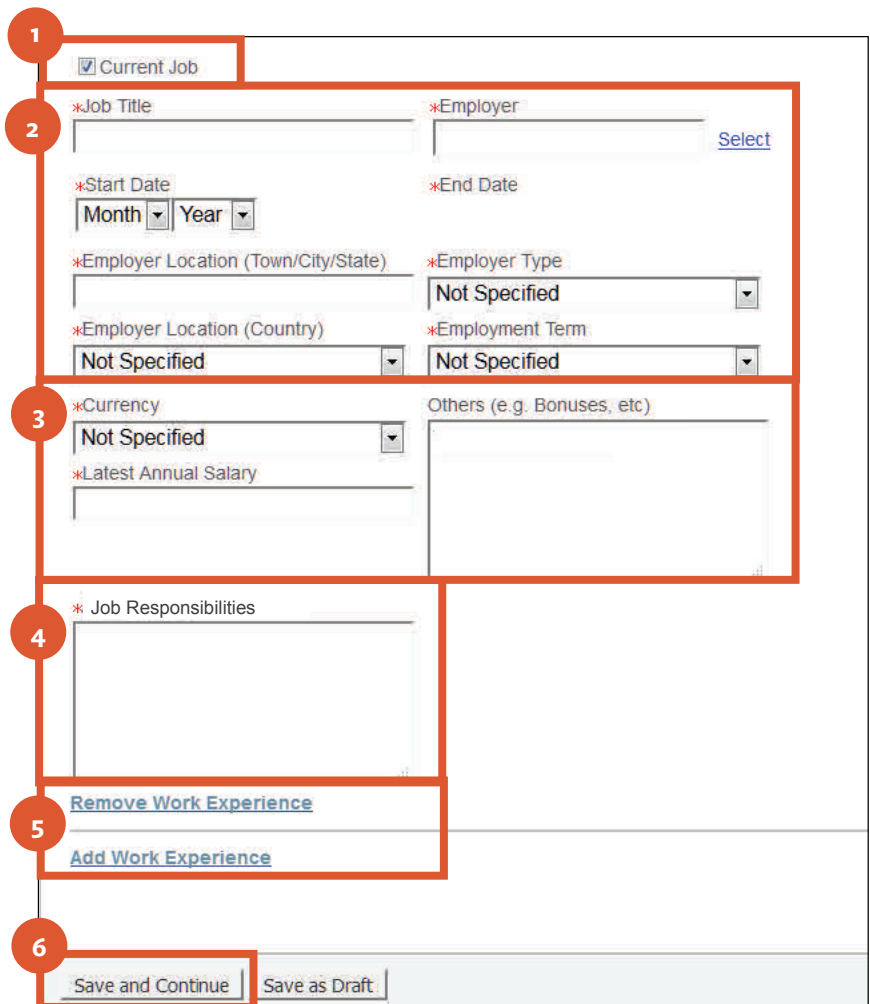 1
Current Job
2
*Job Title *Employer
Select
*Start Date *End Date
Month Year
*Employer Location (Town/City/State) *Employer Type
Not Specified
*Employer Location (Country) *Employment Term
Not Specified Not Specified
3
*Currency Others (e.g. Bonuses, etc)
Not Specified
*Latest Annual Salary
4
* Job Responsibilities
5
Remove Work Experience
Add Work Experience
6
Save and Continue Save as Draft